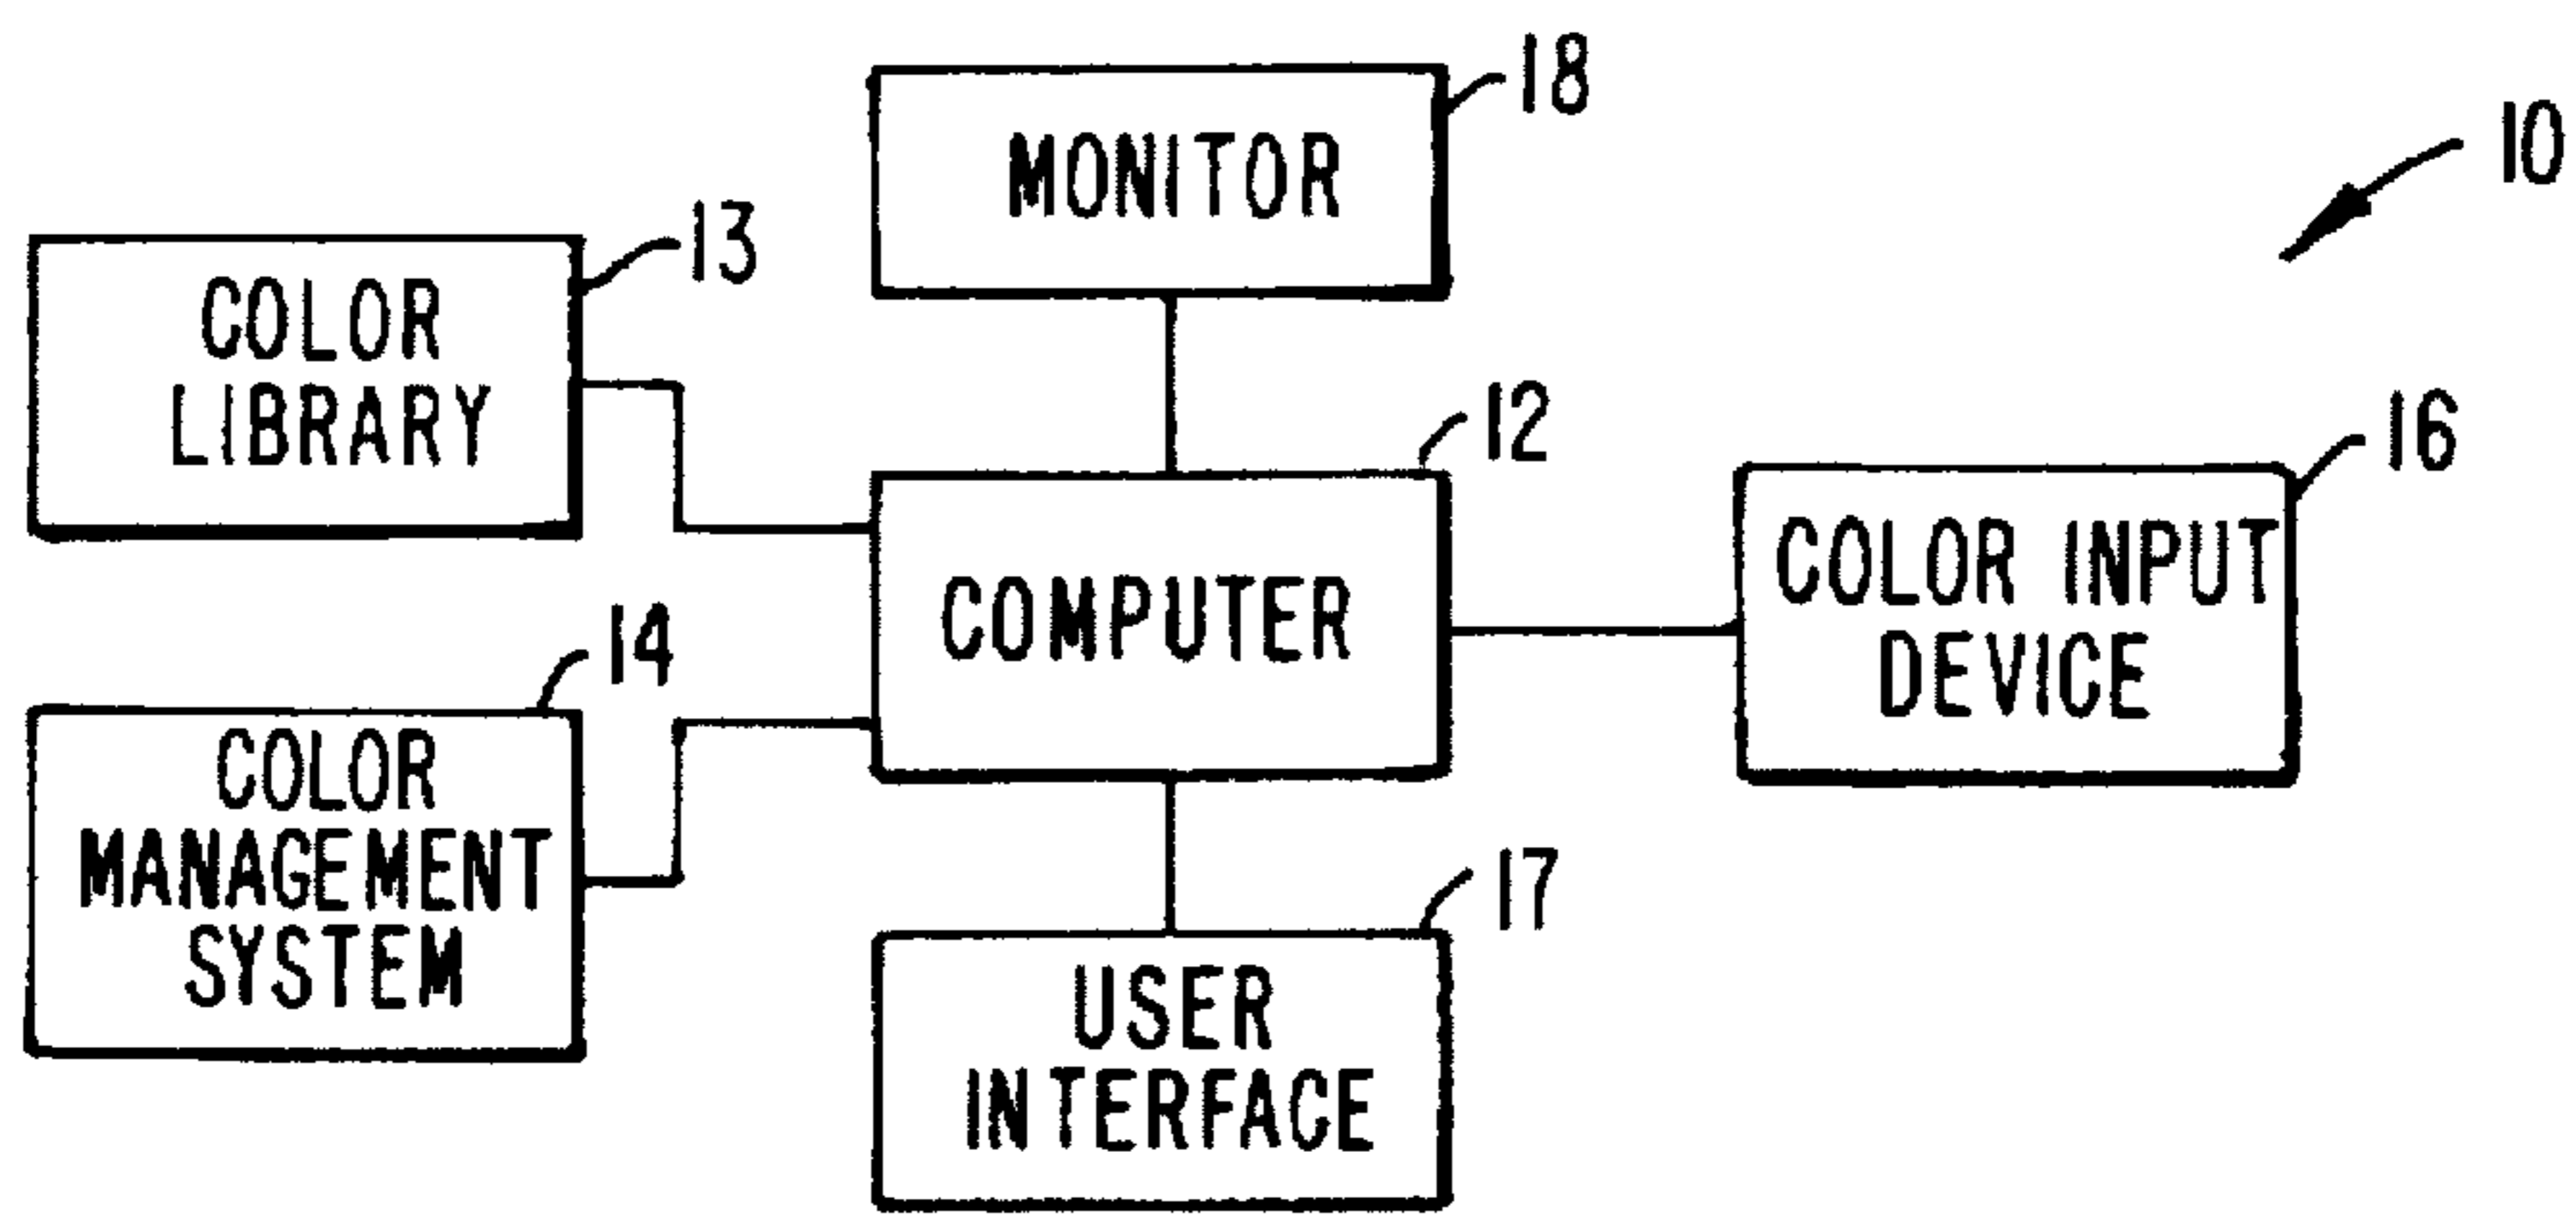 18
MONITOR
10
13
COLOR
LIBRARY
12
COMPUTER
16
COLOR INPUT
DEVICE
14
COLOR
MANAGEMENT
SYSTEM
17
USER
INTERFACE